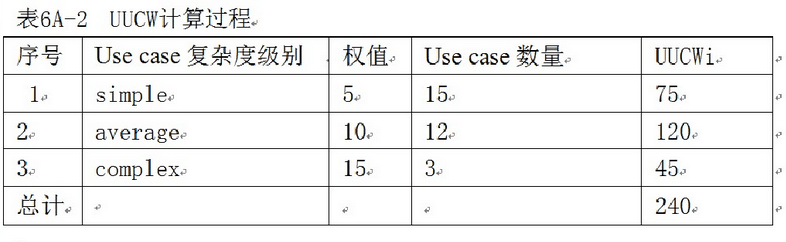 表6A-2 UUCW计算过程
序号 Use case 复杂度级别 权值 Use case 数量 UUCWi
1 simple 5 15 75
2 average 10 12 120
3 complex 15 3 45
总计 240